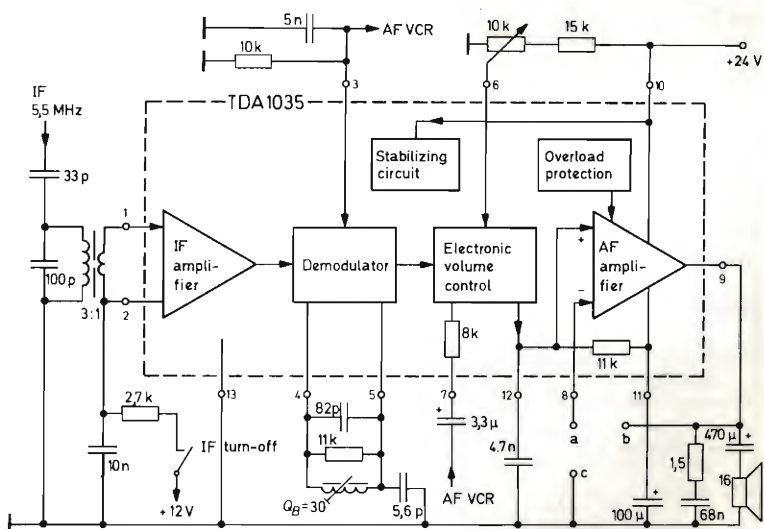 5n
AF VCR
10k
10k
15k
+24 V
3
6
10
TDA1035
IF
5,5 MHz
Stabilizing
circuit
Overload
protection
33p
1
2
IF
ampli-
fier
Demodulator
Electronic
volume
control
+
−
AF
ampli-
fier
9
100p
3:1
8k
11k
13
4
5
7
12
8
11
2,7k
82p
+
3,3µ
a
b
470µ
+
10n
IF turn-off
11k
4.7n
c
1,5
16
+12V
Q_B=30
5,6p
AF VCR
100µ
+
68n